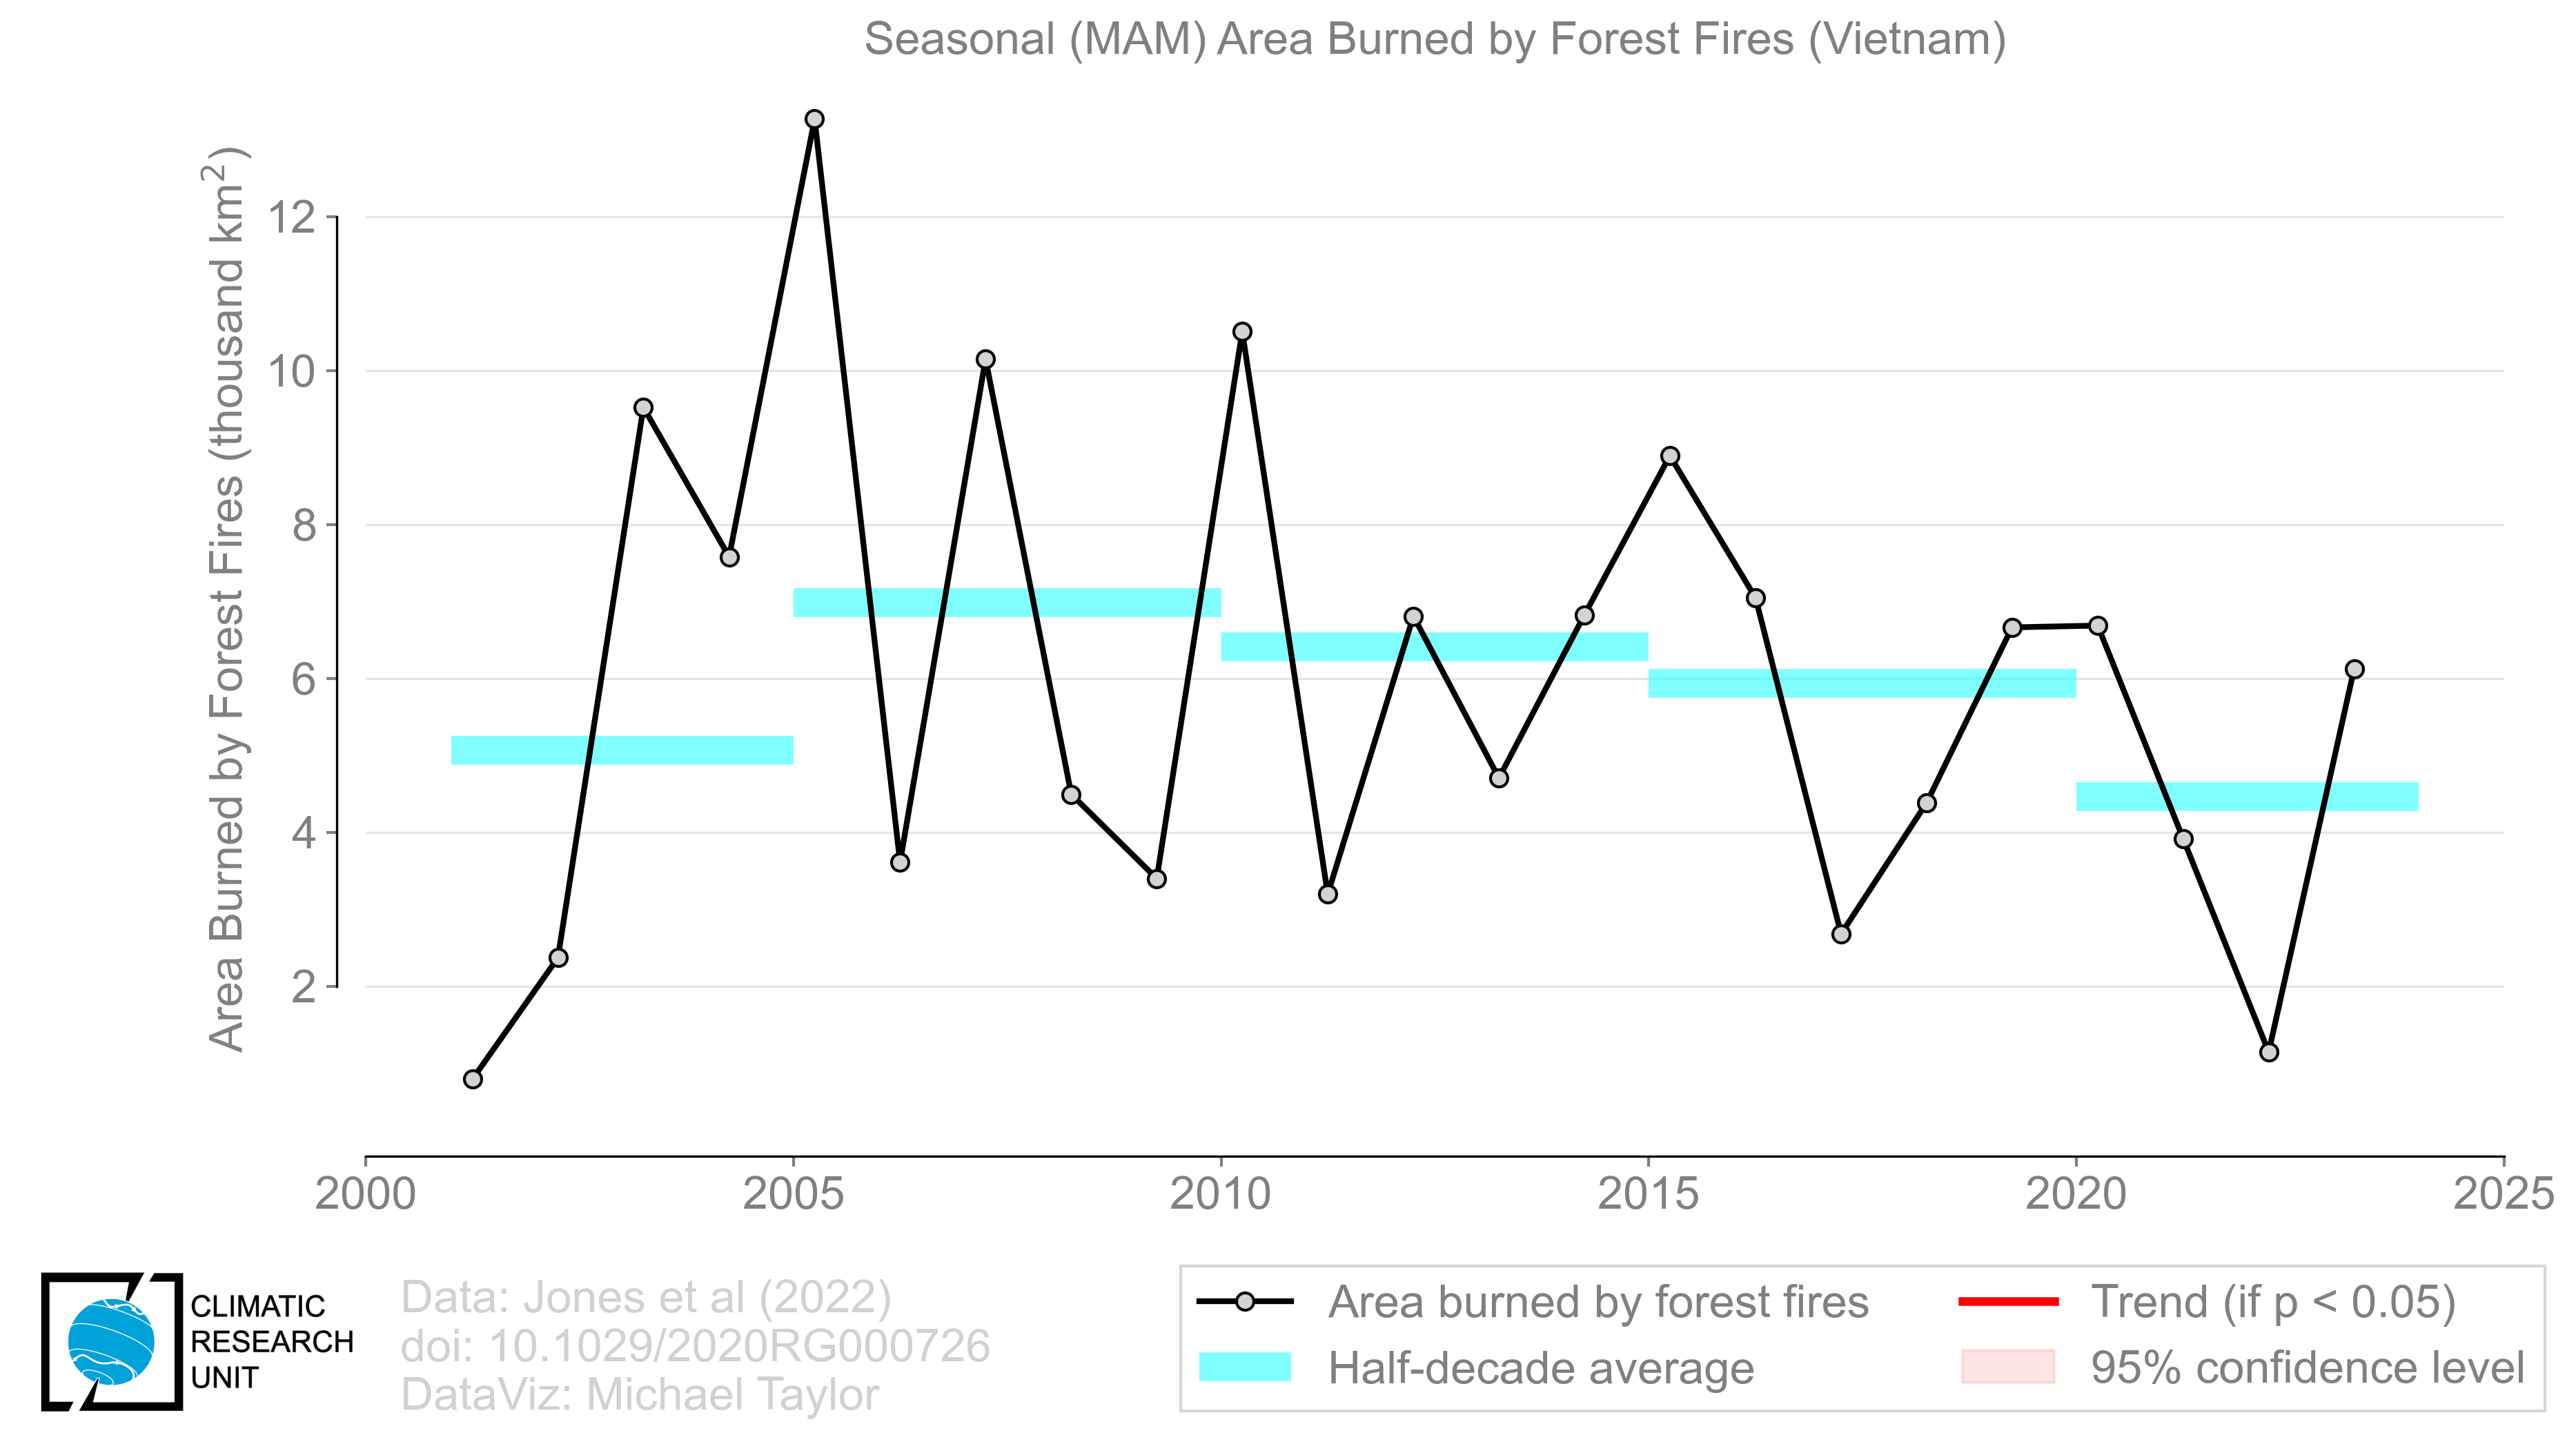 Seasonal (MAM) Area Burned by Forest Fires (Vietnam)
Area Burned by Forest Fires (thousand km²)
12
10
8
6
4
2
2000 2005 2010 2015 2020 2025
CLIMATIC
RESEARCH
UNIT
Data: Jones et al (2022)
doi: 10.1029/2020RG000726
DataViz: Michael Taylor
Area burned by forest fires
Half-decade average
Trend (if p < 0.05)
95% confidence level